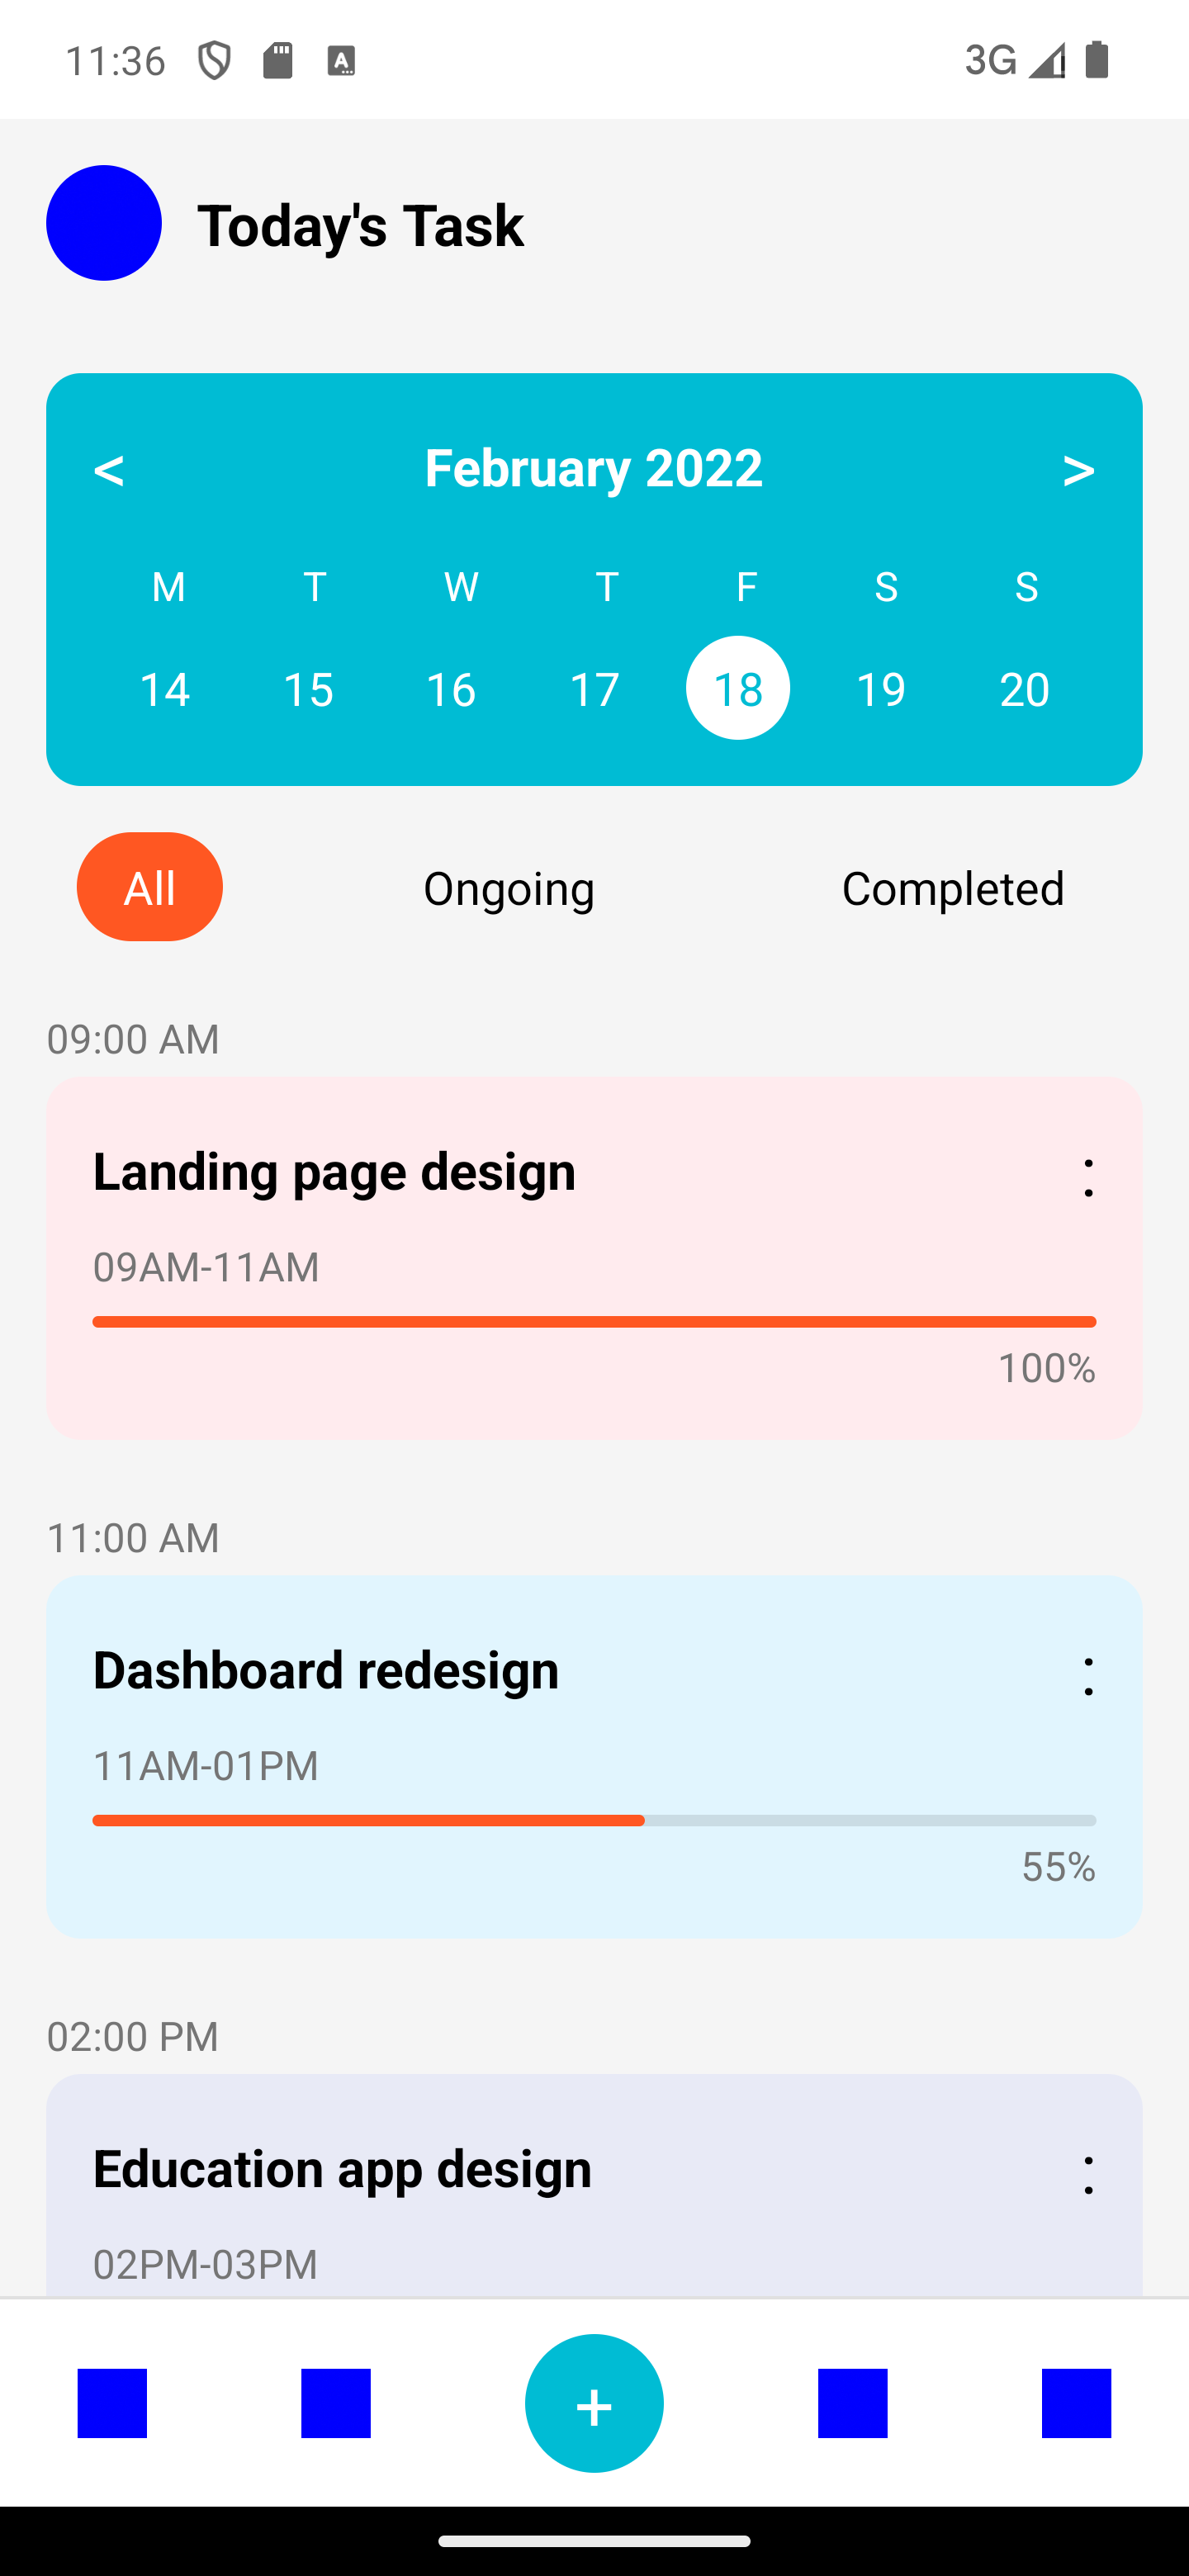 11:36 3G
Today's Task
< February 2022 >
M T W T F S S
14 15 16 17 18 19 20
All Ongoing Completed
09:00 AM
Landing page design :
09AM-11AM
100%
11:00 AM
Dashboard redesign :
11AM-01PM
55%
02:00 PM
Education app design :
02PM-03PM
+